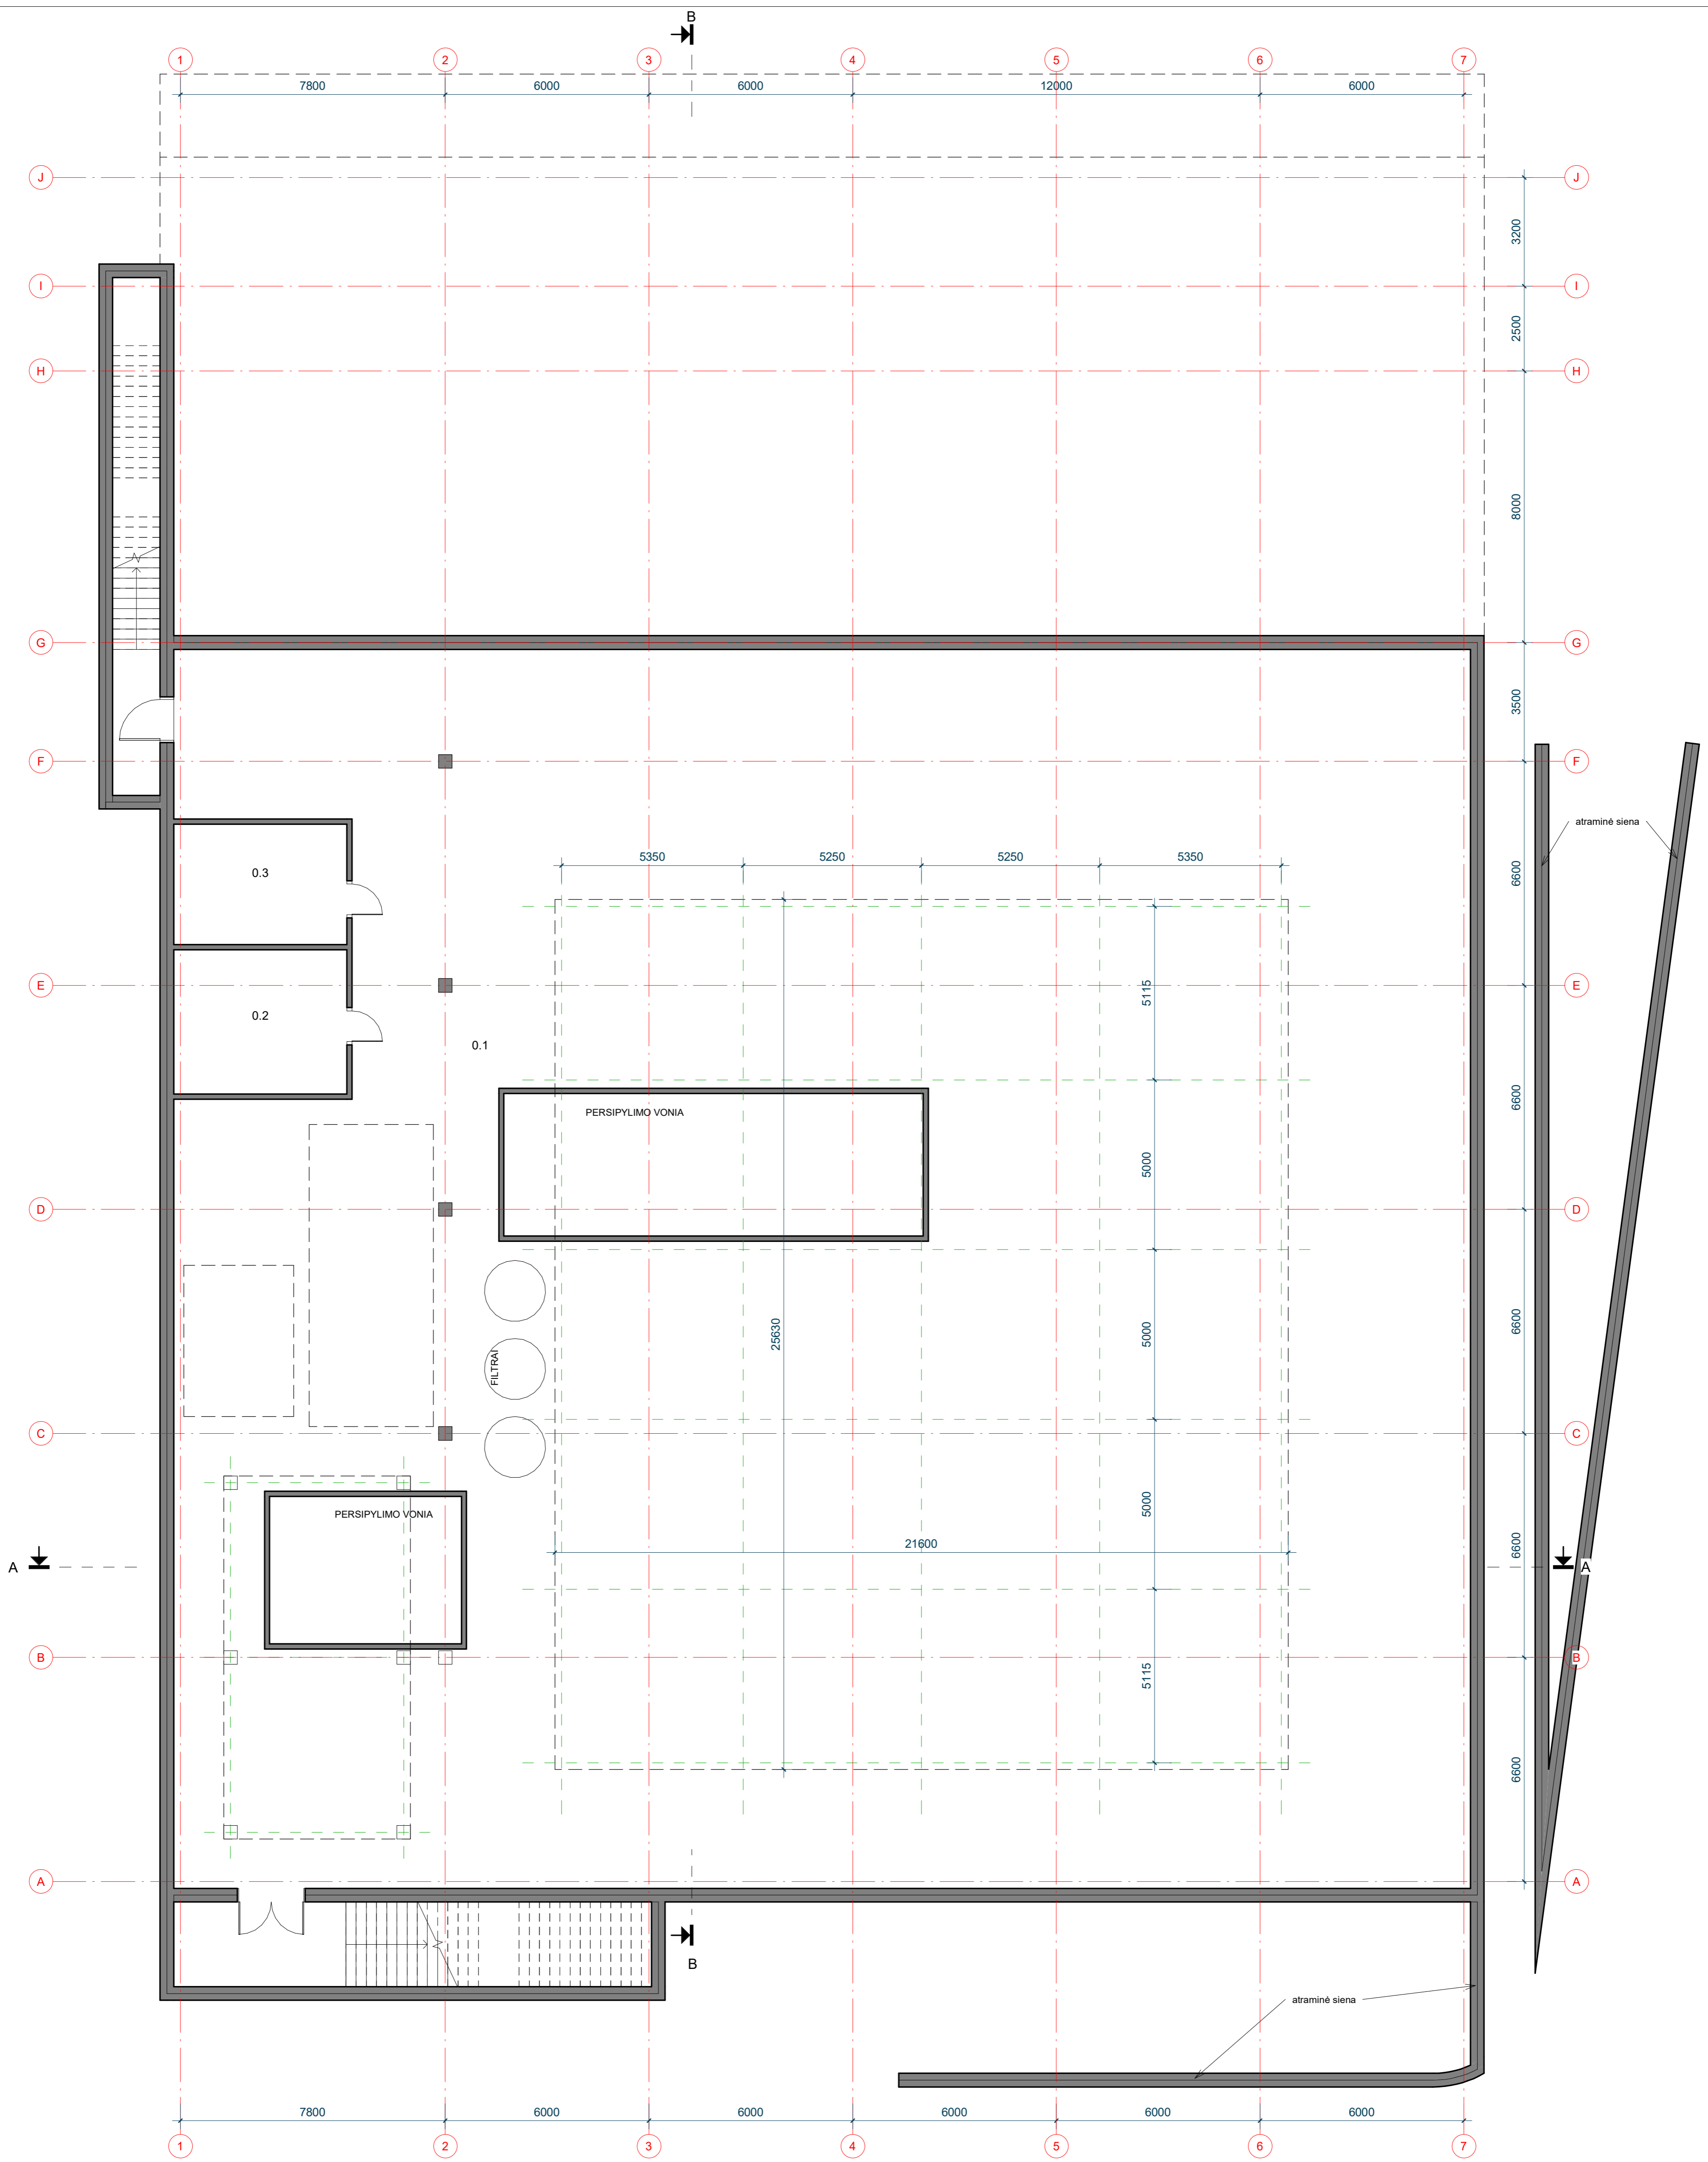 B
1 2 3 4 5 6 7
7800 6000 6000 12000 6000
J J
3200
I I
2500
H H
8000
G G
3500
F F
atraminė siena
6600
5350 5250 5250 5350
0.3
E E
5115
0.2
0.1
6600
PERSIPYLIMO VONIA
5000
D D
25630
5000
6600
FILTRAI
C C
PERSIPYLIMO VONIA
5000
21600
6600
A A
B B
5115
6600
A A
B
atraminė siena
7800 6000 6000 6000 6000 6000
1 2 3 4 5 6 7